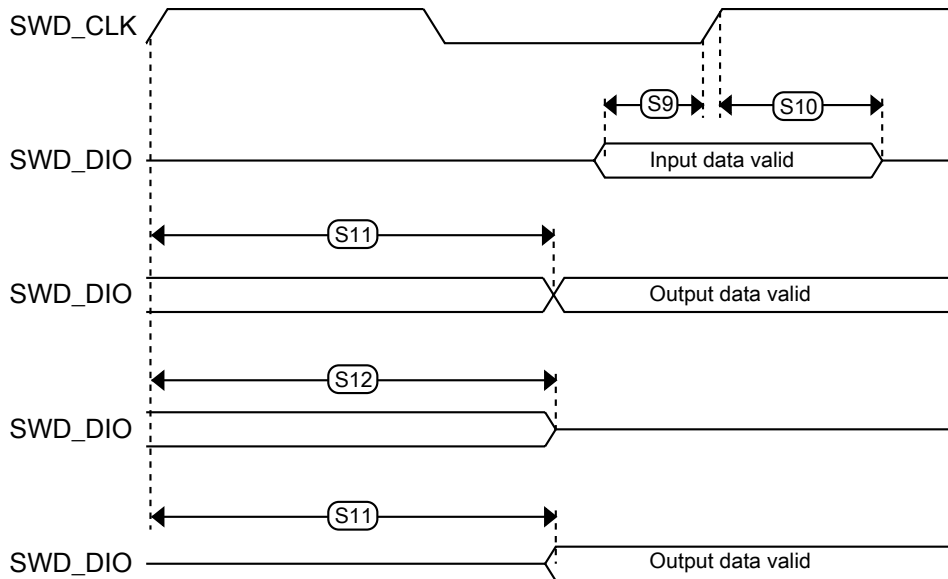 SWD_CLK
S9
S10
SWD_DIO
Input data valid
S11
SWD_DIO
Output data valid
S12
SWD_DIO
S11
SWD_DIO
Output data valid